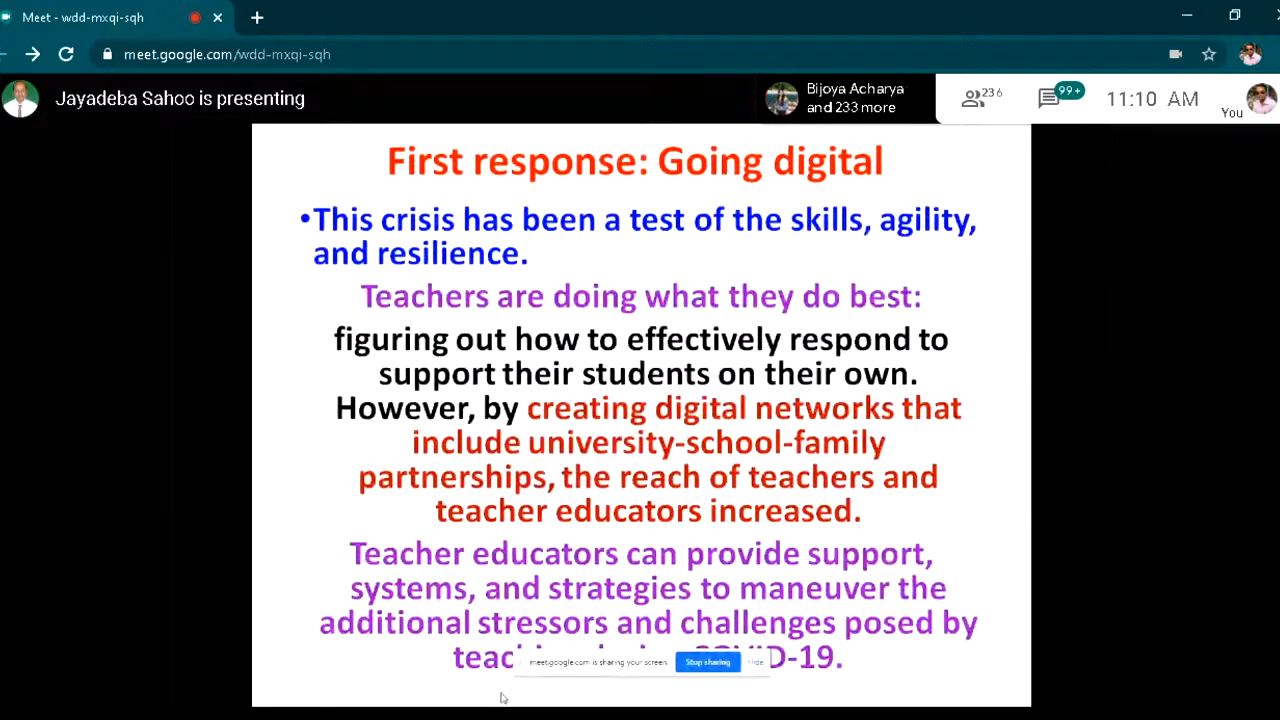 Meet - wdd-mxqi-sqh
meet.google.com/wdd-mxqi-sqh
Jayadeba Sahoo is presenting
Bijoya Acharya
and 233 more
236
99+
11:10 AM
You
First response: Going digital
•This crisis has been a test of the skills, agility,
and resilience.
Teachers are doing what they do best:
figuring out how to effectively respond to
support their students on their own.
However, by creating digital networks that
include university-school-family
partnerships, the reach of teachers and
teacher educators increased.
Teacher educators can provide support,
systems, and strategies to maneuver the
additional stressors and challenges posed by
D-19.
meet.google.com is sharing your screen.
Stop sharing
Hide